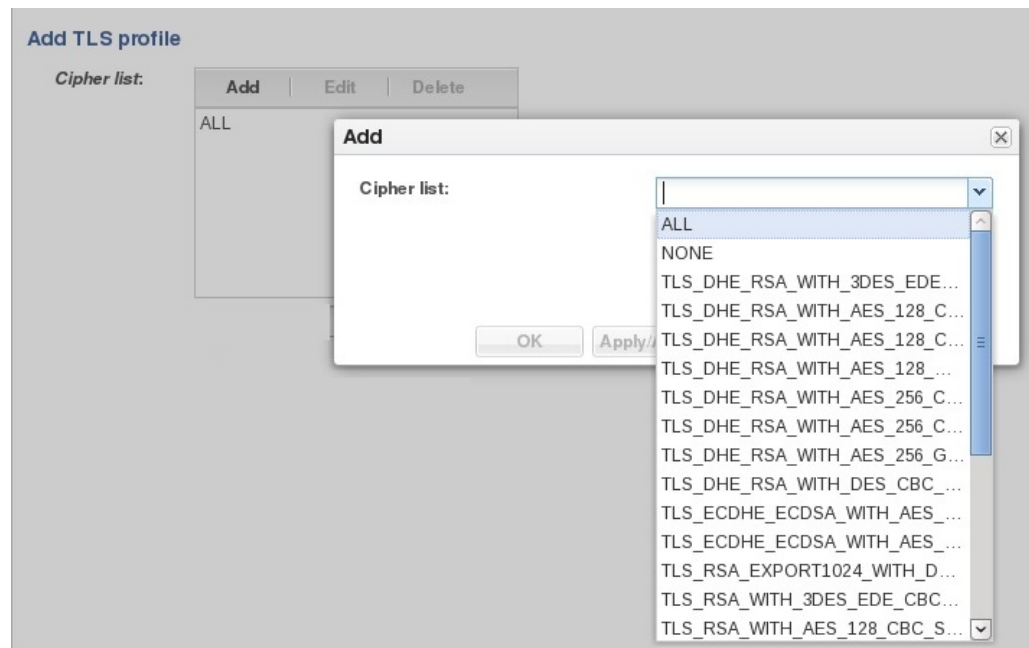 Add TLS profile
Cipher list:
Add Edit Delete
ALL
Add
Cipher list:
ALL
NONE
TLS_DHE_RSA_WITH_3DES_EDE...
TLS_DHE_RSA_WITH_AES_128_C...
TLS_DHE_RSA_WITH_AES_128_C...
TLS_DHE_RSA_WITH_AES_128_...
TLS_DHE_RSA_WITH_AES_256_C...
TLS_DHE_RSA_WITH_AES_256_C...
TLS_DHE_RSA_WITH_AES_256_G...
TLS_DHE_RSA_WITH_DES_CBC_...
TLS_ECDHE_ECDSA_WITH_AES_...
TLS_ECDHE_ECDSA_WITH_AES_...
TLS_RSA_EXPORT1024_WITH_D...
TLS_RSA_WITH_3DES_EDE_CBC...
TLS_RSA_WITH_AES_128_CBC_S...
OK Apply/